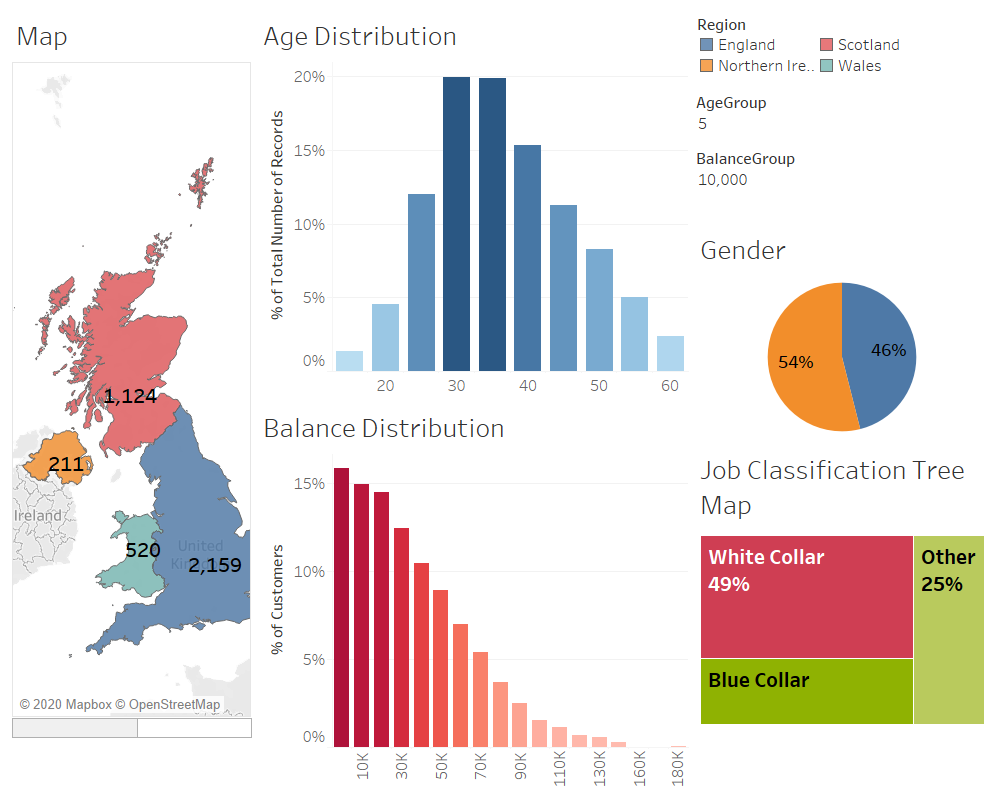 Map
1,124
211
Ireland
520
United
2,159
© 2020 Mapbox © OpenStreetMap
Age Distribution
% of Total Number of Records
20%
15%
10%
5%
0%
20
30
40
50
60
Balance Distribution
% of Customers
15%
10%
5%
0%
10K
30K
50K
70K
90K
110K
130K
160K
180K
Region
England
Scotland
Northern Ire..
Wales
AgeGroup
5
BalanceGroup
10,000
Gender
54%
46%
Job Classification Tree
Map
White Collar
49%
Other
25%
Blue Collar